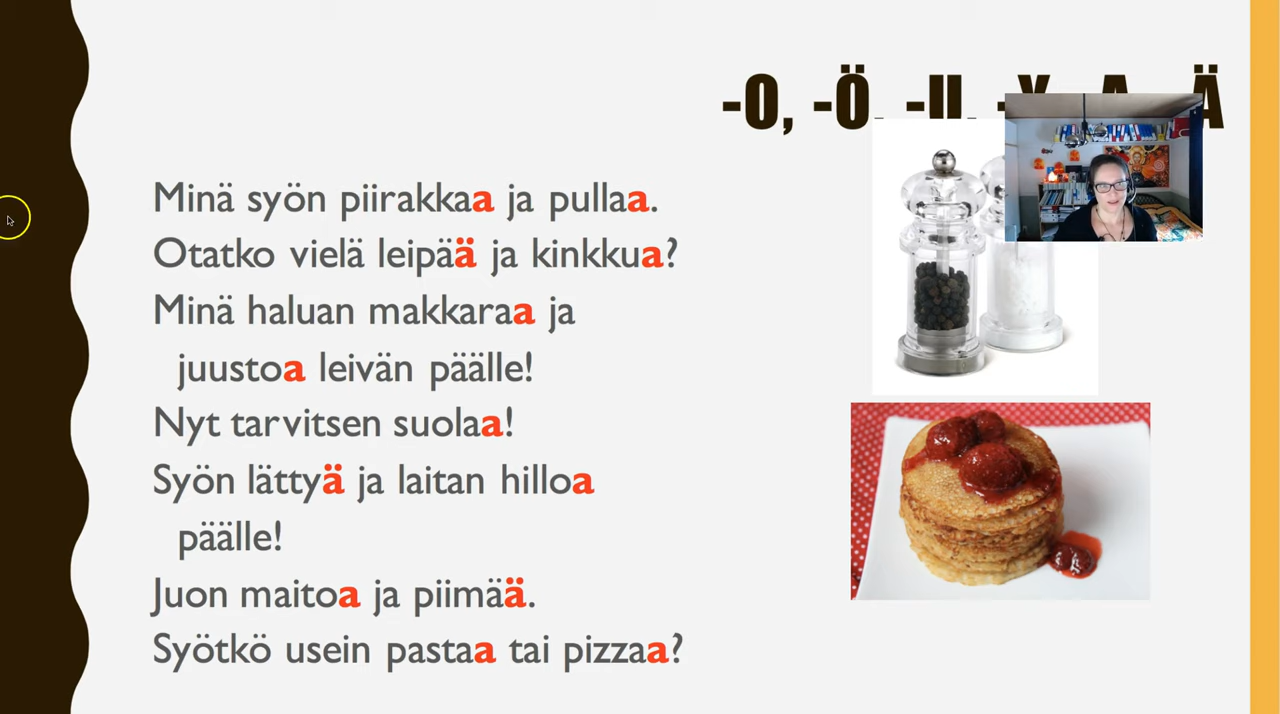 -O, -Ö, -U, -Y, -A, -Ä
Minä syön piirakkaa ja pullaa.
Otatko vielä leipää ja kinkkua?
Minä haluan makkaraa ja
juustoa leivän päälle!
Nyt tarvitsen suolaa!
Syön lättyä ja laitan hilloa
päälle!
Juon maitoa ja piimää.
Syötkö usein pastaa tai pizzaa?